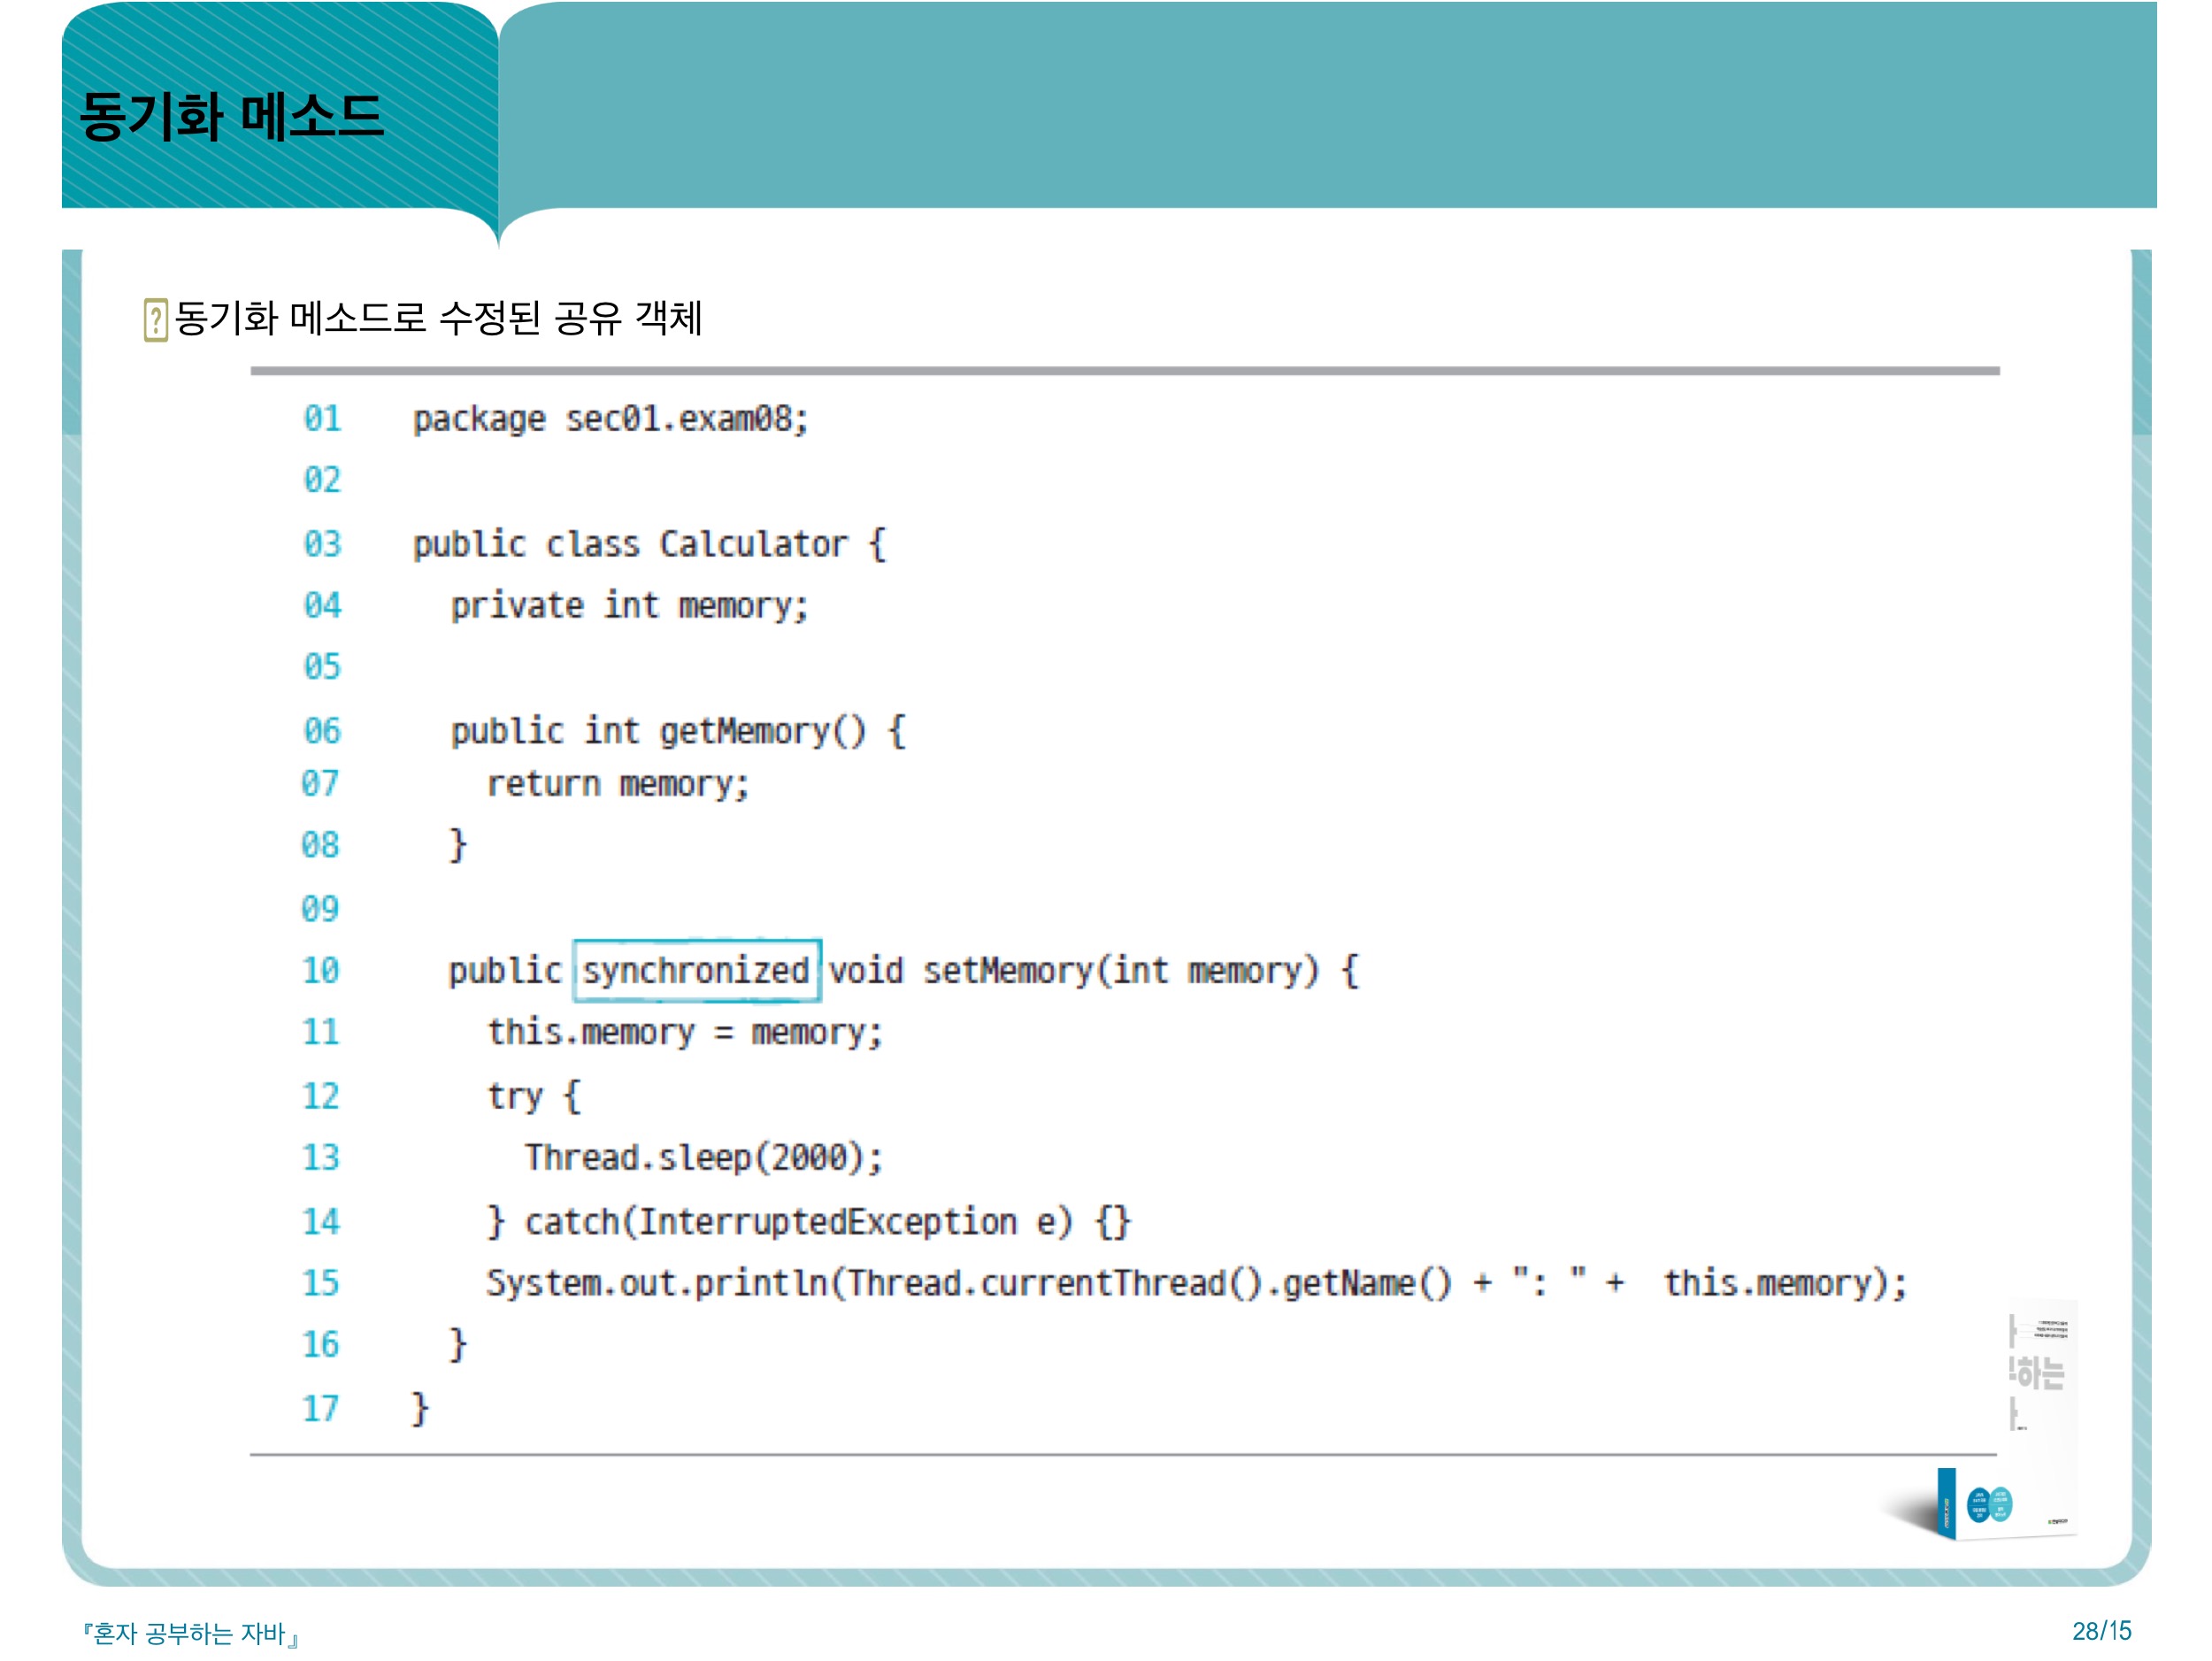 동기화 메소드
동기화 메소드로 수정된 공유 객체
01 package sec01.exam08;
02
03 public class Calculator {
04 private int memory;
05
06 public int getMemory() {
07 return memory;
08 }
09
10 public synchronized void setMemory(int memory) {
11 this.memory = memory;
12 try {
13 Thread.sleep(2000);
14 } catch(InterruptedException e) {}
15 System.out.println(Thread.currentThread().getName() + ": " + this.memory);
16 }
17 }
하는
『혼자 공부하는 자바』
28/15